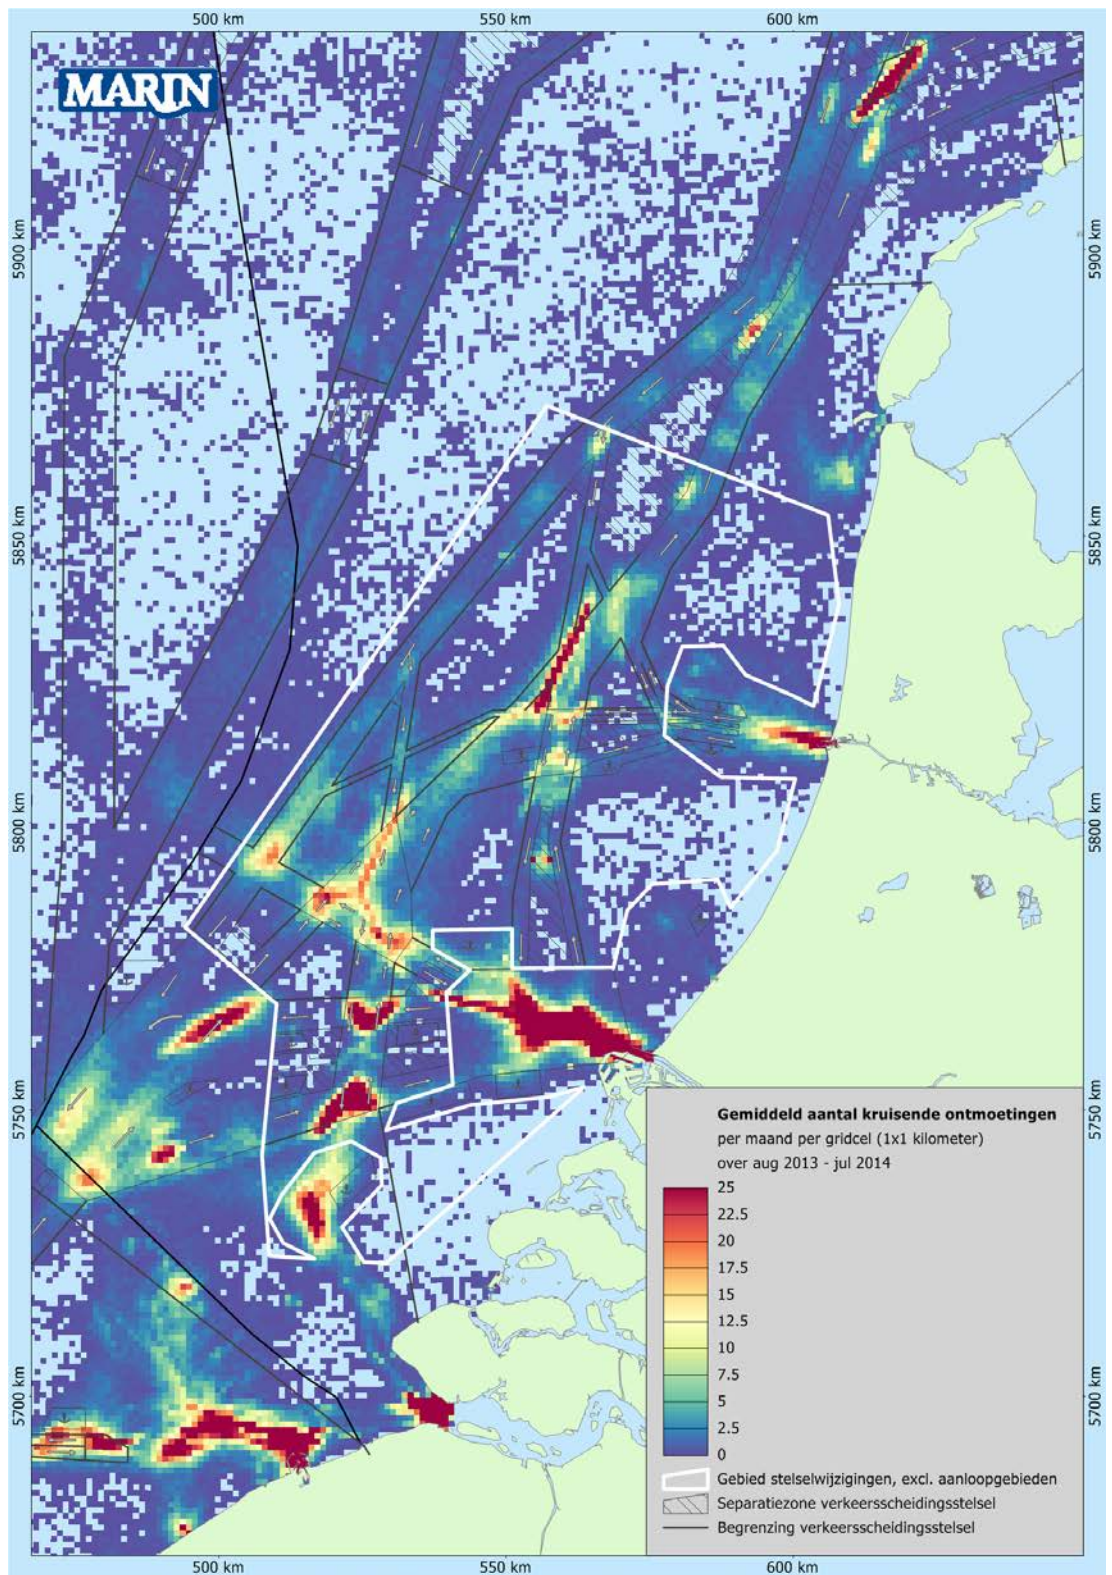 500 km 550 km 600 km
MARIN
5900 km 5900 km
5850 km 5850 km
5800 km 5800 km
5750 km 5750 km
5700 km 5700 km
Gemiddeld aantal kruisende ontmoetingen
per maand per gridcel (1x1 kilometer)
over aug 2013 - jul 2014
25
22.5
20
17.5
15
12.5
10
7.5
5
2.5
0
Gebied stelselwijzigingen, excl. aanloopgebieden
Separatiezone verkeersscheidingsstelsel
Begrenzing verkeersscheidingsstelsel
500 km 550 km 600 km